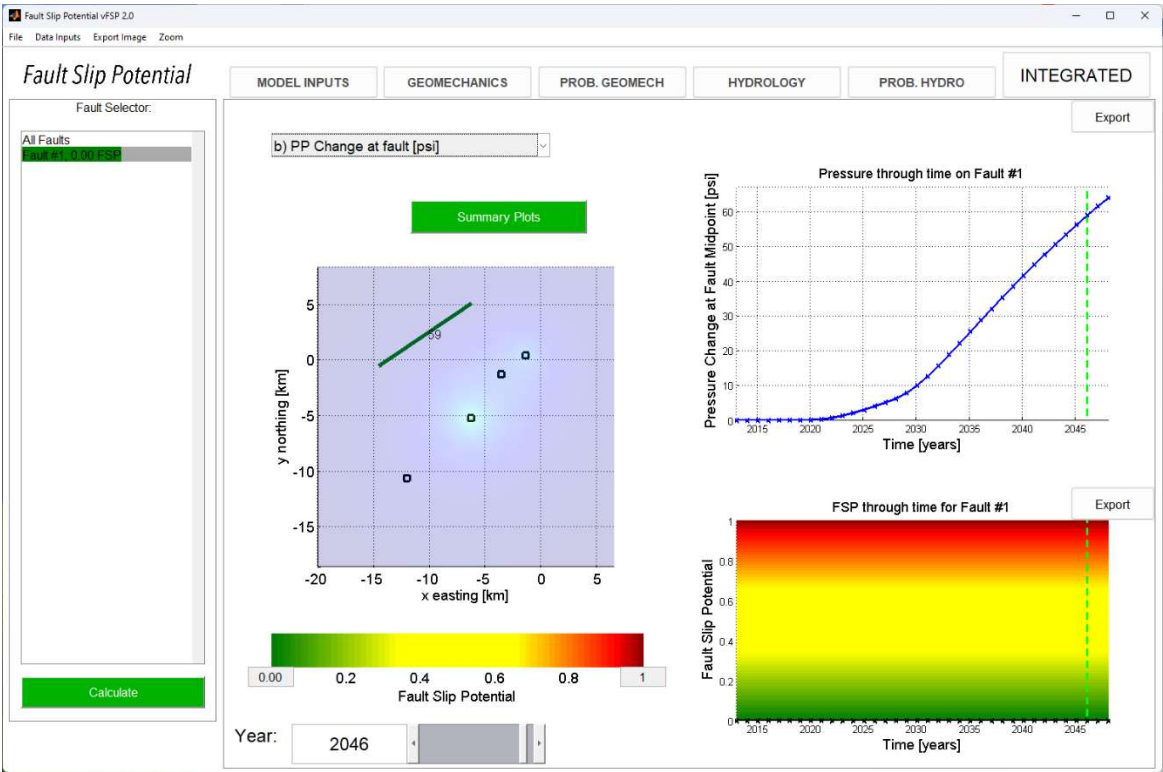 Fault Slip Potential vFSP 2.0
File Data Inputs Export Image Zoom
Fault Slip Potential
MODEL INPUTS GEOMECHANICS PROB. GEOMECH HYDROLOGY PROB. HYDRO INTEGRATED
Fault Selector:
All Faults
Fault #1, 0.00 FSP
Calculate
Export
b) PP Change at fault [psi]
Summary Plots
59
5
0
-5
-10
-15
-20 -15 -10 -5 0 5
y northing [km]
x easting [km]
0.00 0.2 0.4 0.6 0.8 1
Fault Slip Potential
Year: 2046
Pressure through time on Fault #1
Pressure Change at Fault Midpoint [psi]
60
50
40
30
20
10
0
2015 2020 2025 2030 2035 2040 2045
Time [years]
Export
FSP through time for Fault #1
Fault Slip Potential
1
0.8
0.6
0.4
0.2
0
2015 2020 2025 2030 2035 2040 2045
Time [years]